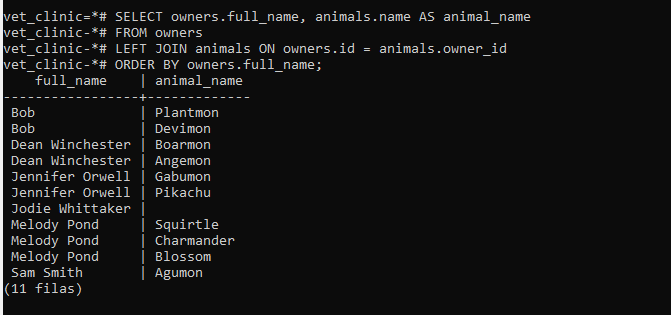 vet_clinic=*# SELECT owners.full_name, animals.name AS animal_name
vet_clinic-*# FROM owners
vet_clinic-*# LEFT JOIN animals ON owners.id = animals.owner_id
vet_clinic-*# ORDER BY owners.full_name;
    full_name    | animal_name
-----------------+-------------
 Bob             | Plantmon
 Bob             | Devimon
 Dean Winchester | Boarmon
 Dean Winchester | Angemon
 Jennifer Orwell | Gabumon
 Jennifer Orwell | Pikachu
 Jodie Whittaker |
 Melody Pond     | Squirtle
 Melody Pond     | Charmander
 Melody Pond     | Blossom
 Sam Smith       | Agumon
(11 filas)